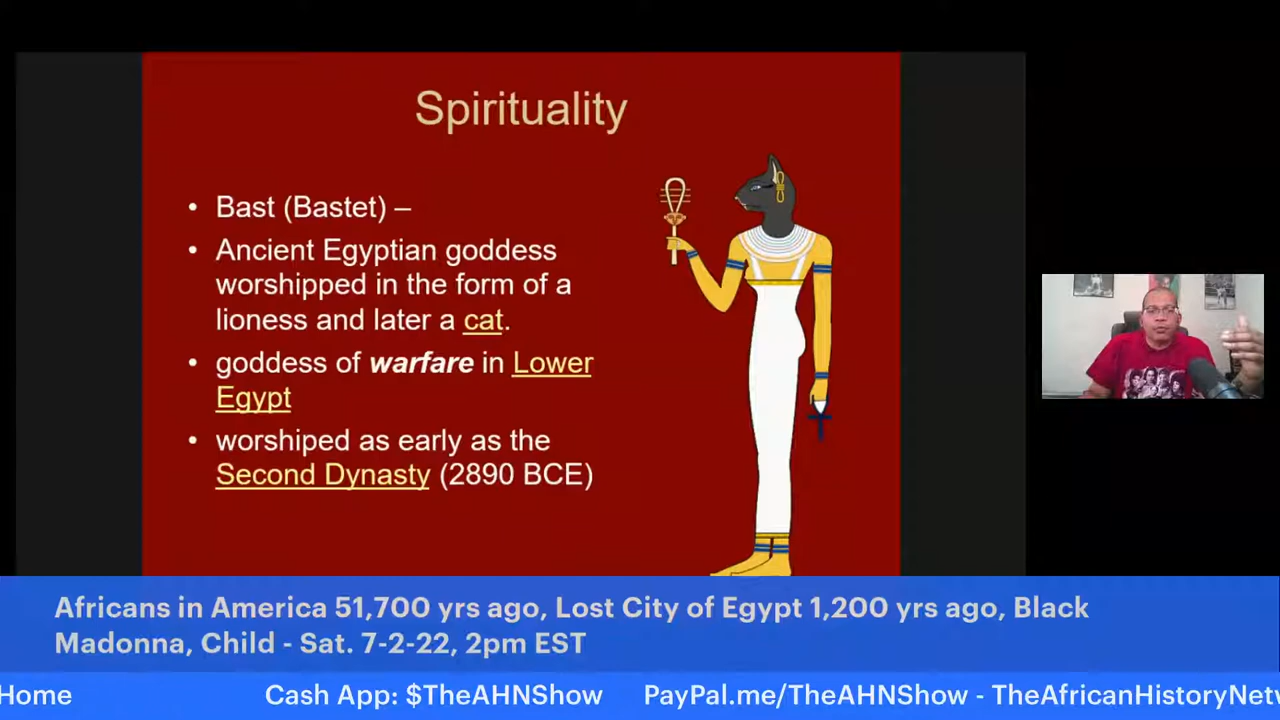 Spirituality
• Bast (Bastet) –
• Ancient Egyptian goddess
worshipped in the form of a
lioness and later a cat.
• goddess of warfare in Lower
Egypt
• worshiped as early as the
Second Dynasty (2890 BCE)
Africans in America 51,700 yrs ago, Lost City of Egypt 1,200 yrs ago, Black
Madonna, Child - Sat. 7-2-22, 2pm EST
Home Cash App: $TheAHNShow PayPal.me/TheAHNShow - TheAfricanHistoryNetw